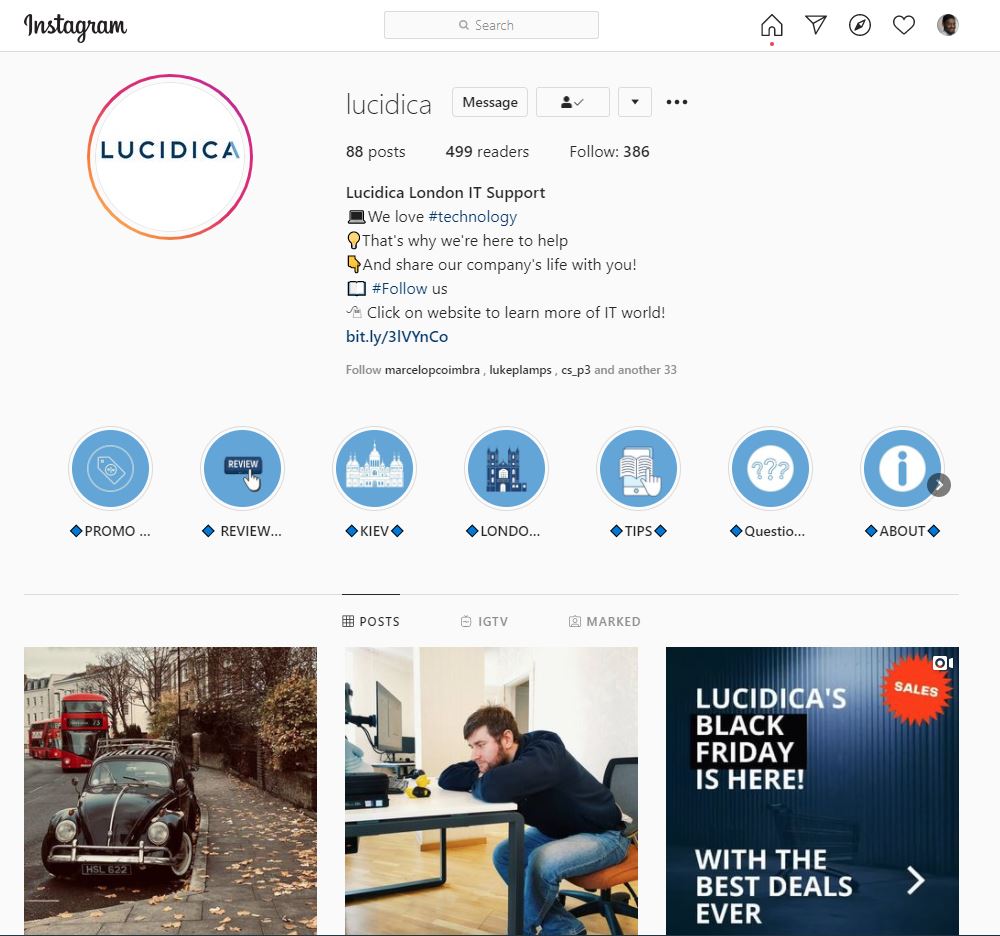 Instagram
Search
LUCIDICA
lucidica
Message
88 posts 499 readers Follow: 386
Lucidica London IT Support
We love #technology
That's why we're here to help
And share our company's life with you!
#Follow us
Click on website to learn more of IT world!
bit.ly/3lVYnCo
Follow marcelopcoimbra , lukeplamps , cs_p3 and another 33
REVIEW
???
i
PROMO ...
REVIEW...
KIEV
LONDO...
TIPS
Questio...
ABOUT
POSTS
IGTV
MARKED
73
HSL 622
SALES
LUCIDICA'S
BLACK
FRIDAY
IS HERE!
WITH THE
BEST DEALS
EVER